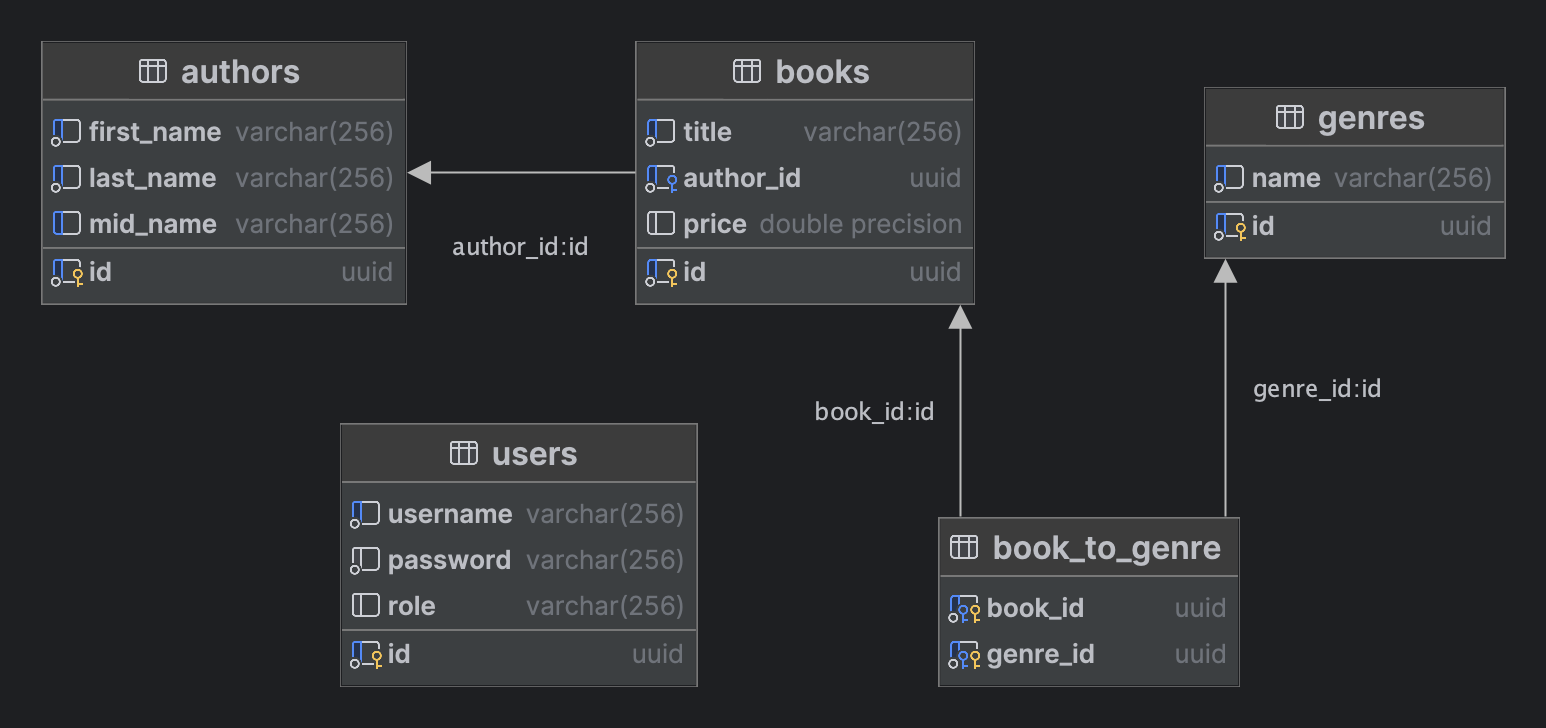 authors
first_name varchar(256)
last_name varchar(256)
mid_name varchar(256)
id uuid
author_id:id
books
title varchar(256)
author_id uuid
price double precision
id uuid
genres
name varchar(256)
id uuid
book_id:id
genre_id:id
users
username varchar(256)
password varchar(256)
role varchar(256)
id uuid
book_to_genre
book_id uuid
genre_id uuid